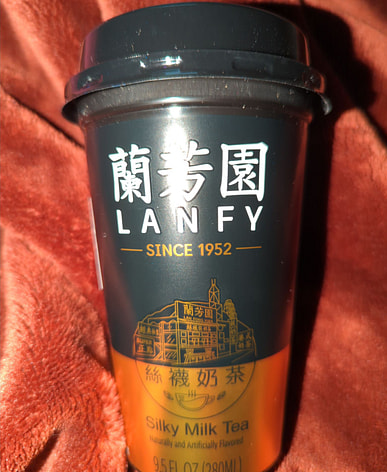 蘭芳園
LANFY
SINCE 1952
蘭芳園
絲襪奶茶
Silky Milk Tea
Naturally and Artificially Flavored
9.5 FL OZ (280ML)